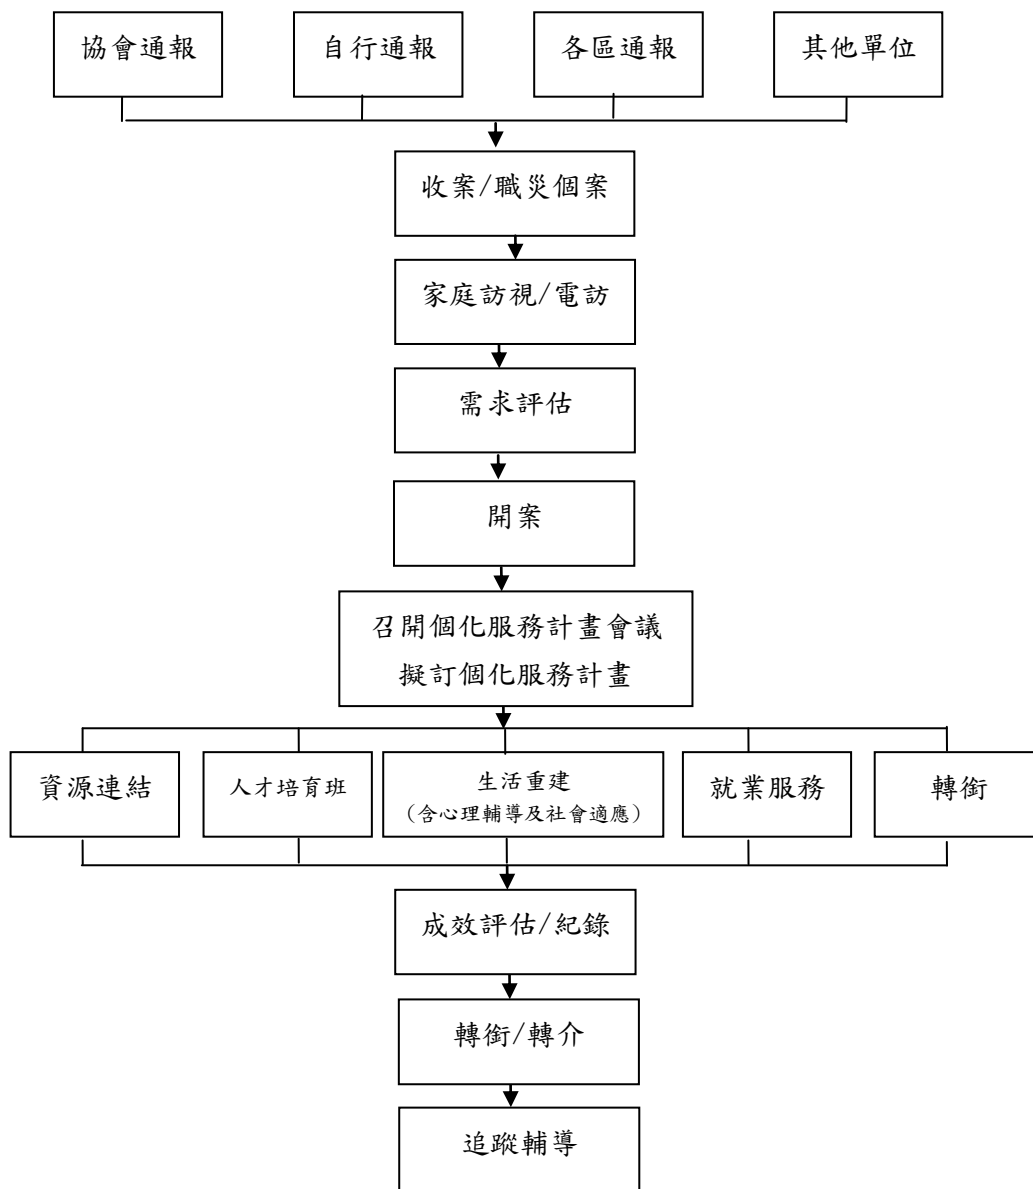 協會通報
自行通報
各區通報
其他單位
收案/職災個案
家庭訪視/電訪
需求評估
開案
召開個化服務計畫會議
擬訂個化服務計畫
資源連結
人才培育班
生活重建
(含心理輔導及社會適應)
就業服務
轉銜
成效評估/紀錄
轉銜/轉介
追蹤輔導